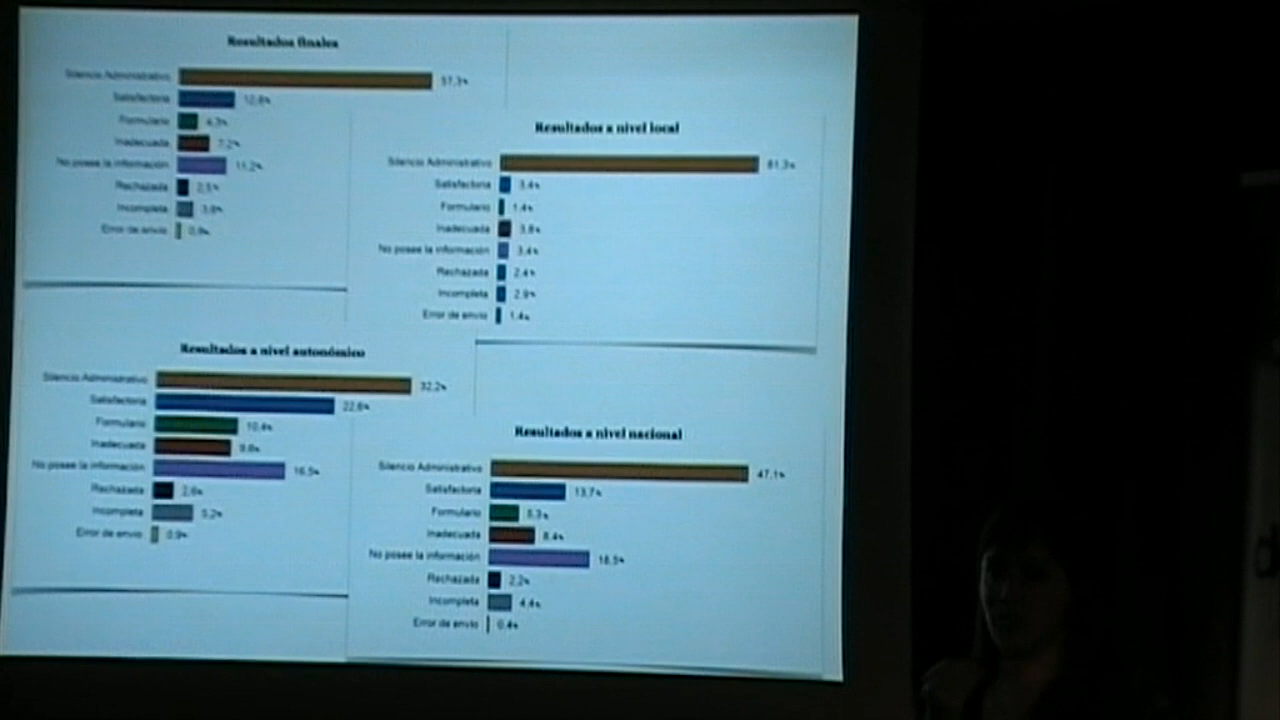 Resultados finales
Silencio Administrativo 57,3%
Satisfactoria 12,8%
Formulario 4,3%
Inadecuada 7,2%
No posee la información 11,2%
Rechazada 2,5%
Incompleta 3,8%
Error de envío 0,9%
Resultados a nivel local
Silencio Administrativo 81,3%
Satisfactoria 3,4%
Formulario 1,4%
Inadecuada 3,8%
No posee la información 3,4%
Rechazada 2,4%
Incompleta 2,9%
Error de envío 1,4%
Resultados a nivel autonómico
Silencio Administrativo 32,2%
Satisfactoria 22,6%
Formulario 10,4%
Inadecuada 9,6%
No posee la información 16,5%
Rechazada 2,6%
Incompleta 5,2%
Error de envío 0,9%
Resultados a nivel nacional
Silencio Administrativo 47,1%
Satisfactoria 13,7%
Formulario 5,3%
Inadecuada 8,4%
No posee la información 18,5%
Rechazada 2,2%
Incompleta 4,4%
Error de envío 0,4%